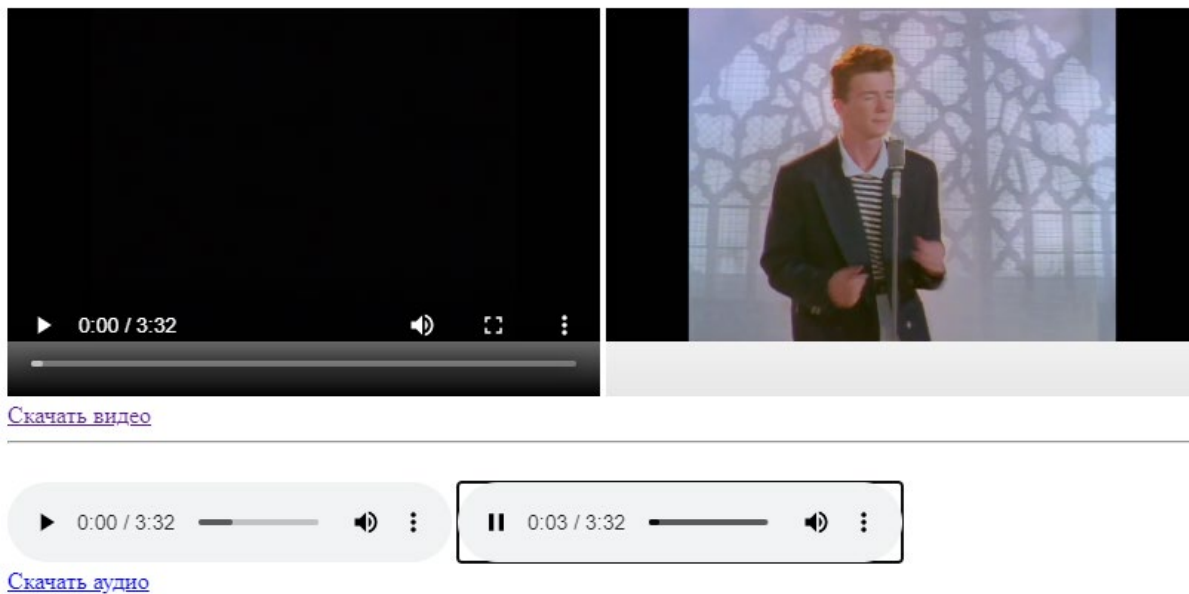 0:00 / 3:32
Скачать видео
0:00 / 3:32 0:03 / 3:32
Скачать аудио